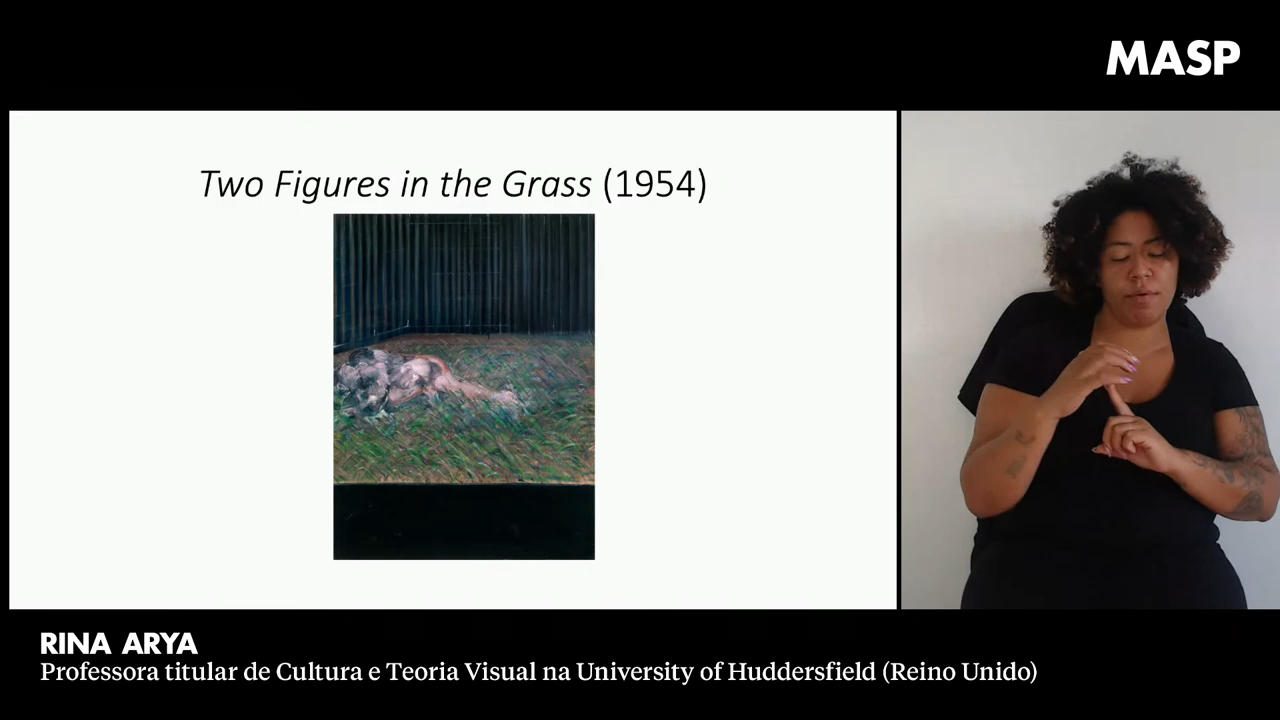 MASP
Two Figures in the Grass (1954)
RINA ARYA
Professora titular de Cultura e Teoria Visual na University of Huddersfield (Reino Unido)